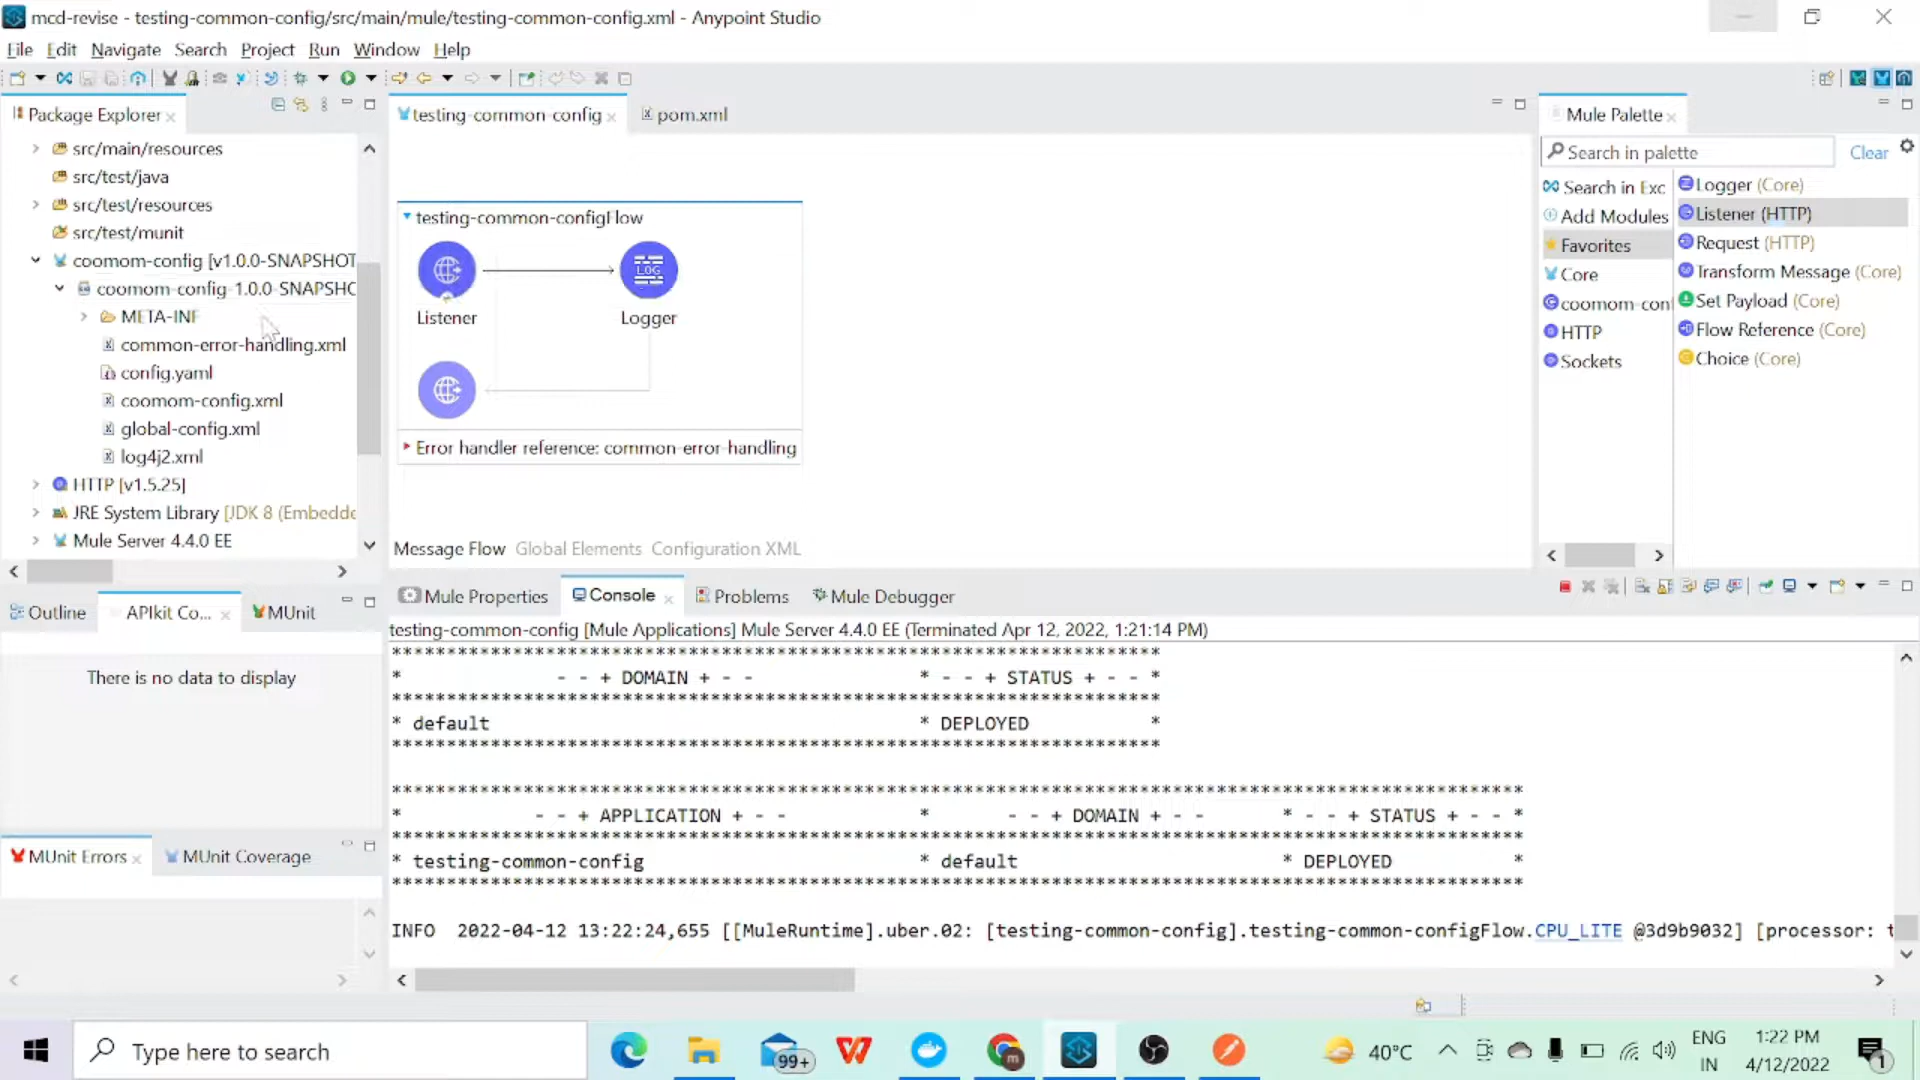 mcd-revise - testing-common-config/src/main/mule/testing-common-config.xml - Anypoint Studio
File Edit Navigate Search Project Run Window Help
Package Explorer
src/main/resources
src/test/java
src/test/resources
src/test/munit
coomom-config [v1.0.0-SNAPSHOT
coomom-config-1.0.0-SNAPSHO
META-INF
common-error-handling.xml
config.yaml
coomom-config.xml
global-config.xml
log4j2.xml
HTTP [v1.5.25]
JRE System Library [JDK 8 (Embedde
Mule Server 4.4.0 EE
testing-common-config
pom.xml
testing-common-configFlow
Listener
LOG
Logger
Error handler reference: common-error-handling
Message Flow Global Elements Configuration XML
Mule Palette
Search in palette
Clear
Search in Exc
Add Modules
Favorites
Core
coomom-con
HTTP
Sockets
Logger (Core)
Listener (HTTP)
Request (HTTP)
Transform Message (Core)
Set Payload (Core)
Flow Reference (Core)
Choice (Core)
Outline APIkit Co... MUnit
There is no data to display
MUnit Errors MUnit Coverage
Mule Properties Console Problems Mule Debugger
testing-common-config [Mule Applications] Mule Server 4.4.0 EE (Terminated Apr 12, 2022, 1:21:14 PM)
* - - + DOMAIN + - - * - - + STATUS + - - *
* default * DEPLOYED *
* - - + APPLICATION + - - * - - + DOMAIN + - - * - - + STATUS + - - *
* testing-common-config * default * DEPLOYED *
INFO 2022-04-12 13:22:24,655 [[MuleRuntime].uber.02: [testing-common-config].testing-common-configFlow.CPU_LITE @3d9b9032] [processor: t
Type here to search
99+
m
40°C
ENG
IN
1:22 PM
4/12/2022
1